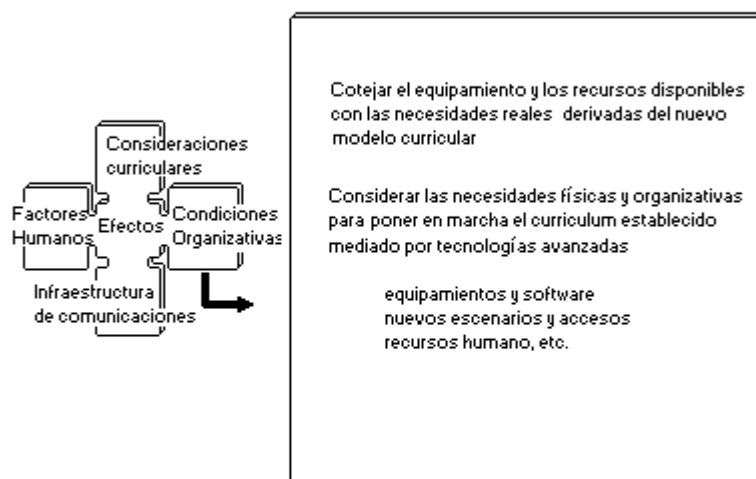 Consideraciones
curriculares
Factores
Humanos
Efectos
Condiciones
Organizativas
Infraestructura
de comunicaciones
Cotejar el equipamiento y los recursos disponibles
con las necesidades reales derivadas del nuevo
modelo curricular
Considerar las necesidades físicas y organizativas
para poner en marcha el curriculum establecido
mediado por tecnologías avanzadas
equipamientos y software
nuevos escenarios y accesos
recursos humano, etc.